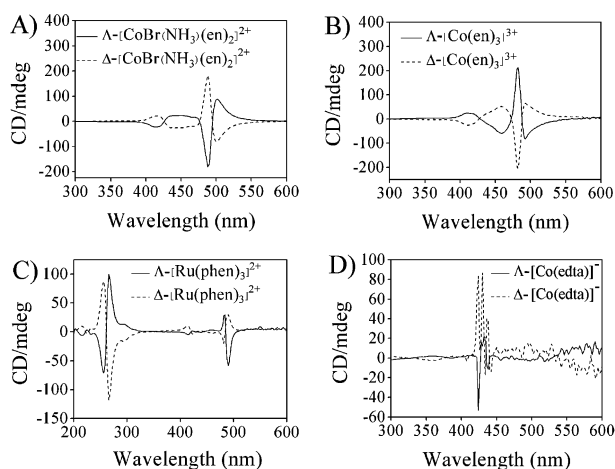 A)
Λ-[CoBr(NH3)(en)2]2+
Δ-[CoBr(NH3)(en)2]2+
CD/mdeg
400
300
200
100
0
-100
-200
300 350 400 450 500 550 600
Wavelength (nm)
B)
Λ-[Co(en)3]3+
Δ-[Co(en)3]3+
CD/mdeg
400
300
200
100
0
-100
-200
300 350 400 450 500 550 600
Wavelength (nm)
C)
Λ-[Ru(phen)3]2+
Δ-[Ru(phen)3]2+
CD/mdeg
100
50
0
-50
-100
-150
200 300 400 500 600
Wavelength (nm)
D)
Λ-[Co(edta)]-
Δ-[Co(edta)]-
CD/mdeg
100
80
60
40
20
0
-20
-40
-60
300 350 400 450 500 550 600
Wavelength (nm)